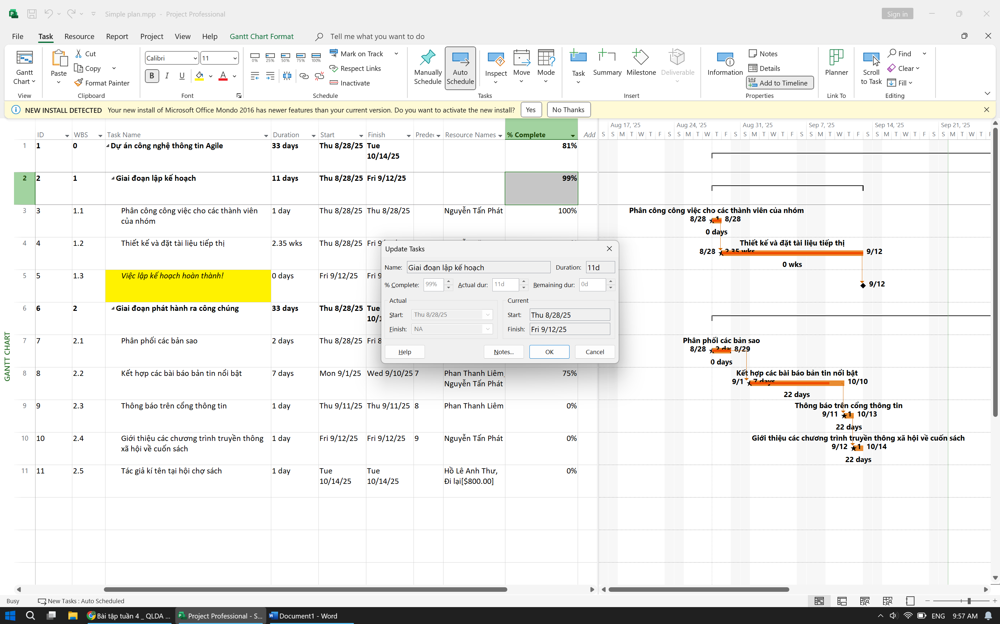 Simple plan.mpp - Project Professional
Sign in
File Task Resource Report Project View Help Gantt Chart Format Tell me what you want to do
Gantt Chart
View
Paste
Cut
Copy
Format Painter
Clipboard
Calibri 11
B I U A
Font
0% 25% 50% 75% 100%
Mark on Track
Respect Links
Inactivate
Schedule
Manually Schedule
Auto Schedule
Inspect
Move
Mode
Tasks
Task
Summary
Milestone
Deliverable
Insert
Information
Notes
Details
Add to Timeline
Properties
Planner
Link To
Scroll to Task
Find
Clear
Fill
Editing
NEW INSTALL DETECTED Your new install of Microsoft Office Mondo 2016 has newer features than your current version. Do you want to activate the new install? Yes No Thanks
ID WBS Task Name Duration Start Finish Predec Resource Names % Complete Add
Aug 17, '25 Aug 24, '25 Aug 31, '25 Sep 7, '25 Sep 14, '25 Sep 21, '25
S S M T W T F S S M T W T F S S M T W T F S S M T W T F S S M T W T F S S M T W T F
1 1 0 Dự án công nghệ thông tin Agile 33 days Thu 8/28/25 Tue 10/14/25 81%
2 2 1 Giai đoạn lập kế hoạch 11 days Thu 8/28/25 Fri 9/12/25 99%
3 3 1.1 Phân công công việc cho các thành viên của nhóm 1 day Thu 8/28/25 Thu 8/28/25 Nguyễn Tấn Phát 100%
4 4 1.2 Thiết kế và đặt tài liệu tiếp thị 2.35 wks Thu 8/28/25 Fri 9
5 5 1.3 Việc lập kế hoạch hoàn thành! 0 days Fri 9/12/25 Fri 9
6 6 2 Giai đoạn phát hành ra công chúng 33 days Thu 8/28/25 Tue 10/1
7 7 2.1 Phân phối các bản sao 2 days Thu 8/28/25 Fri 8
8 8 2.2 Kết hợp các bài báo bản tin nổi bật 7 days Mon 9/1/25 Wed 9/10/25 7 Phan Thanh Liêm, Nguyễn Tấn Phát 75%
9 9 2.3 Thông báo trên cổng thông tin 1 day Thu 9/11/25 Thu 9/11/25 8 Phan Thanh Liêm 0%
10 10 2.4 Giới thiệu các chương trình truyền thông xã hội về cuốn sách 1 day Fri 9/12/25 Fri 9/12/25 9 Nguyễn Tấn Phát 0%
11 11 2.5 Tác giả kí tên tại hội chợ sách 1 day Tue 10/14/25 Tue 10/14/25 Hồ Lê Anh Thư, Đi lại[$800.00] 0%
Phân công công việc cho các thành viên của nhóm
8/28 1 8/28
0 days
Thiết kế và đặt tài liệu tiếp thị
8/28 2.35 wks 9/12
0 wks
9/12
Phân phối các bản sao
8/28 2 day 8/29
0 days
Kết hợp các bài báo bản tin nổi bật
9/1 7 days 10/10
22 days
Thông báo trên cổng thông tin
9/11 1 10/13
22 days
Giới thiệu các chương trình truyền thông xã hội về cuốn sách
9/12 1 10/14
22 days
Update Tasks
Name: Giai đoạn lập kế hoạch Duration: 11d
% Complete: 99% Actual dur: 11d Remaining dur: 0d
Actual
Start: Thu 8/28/25
Finish: NA
Current
Start: Thu 8/28/25
Finish: Fri 9/12/25
Help Notes... OK Cancel
GANTT CHART
Busy New Tasks : Auto Scheduled
Bài tập tuần 4 _ QLDA ... Project Professional - S... Document1 - Word ENG 9:57 AM